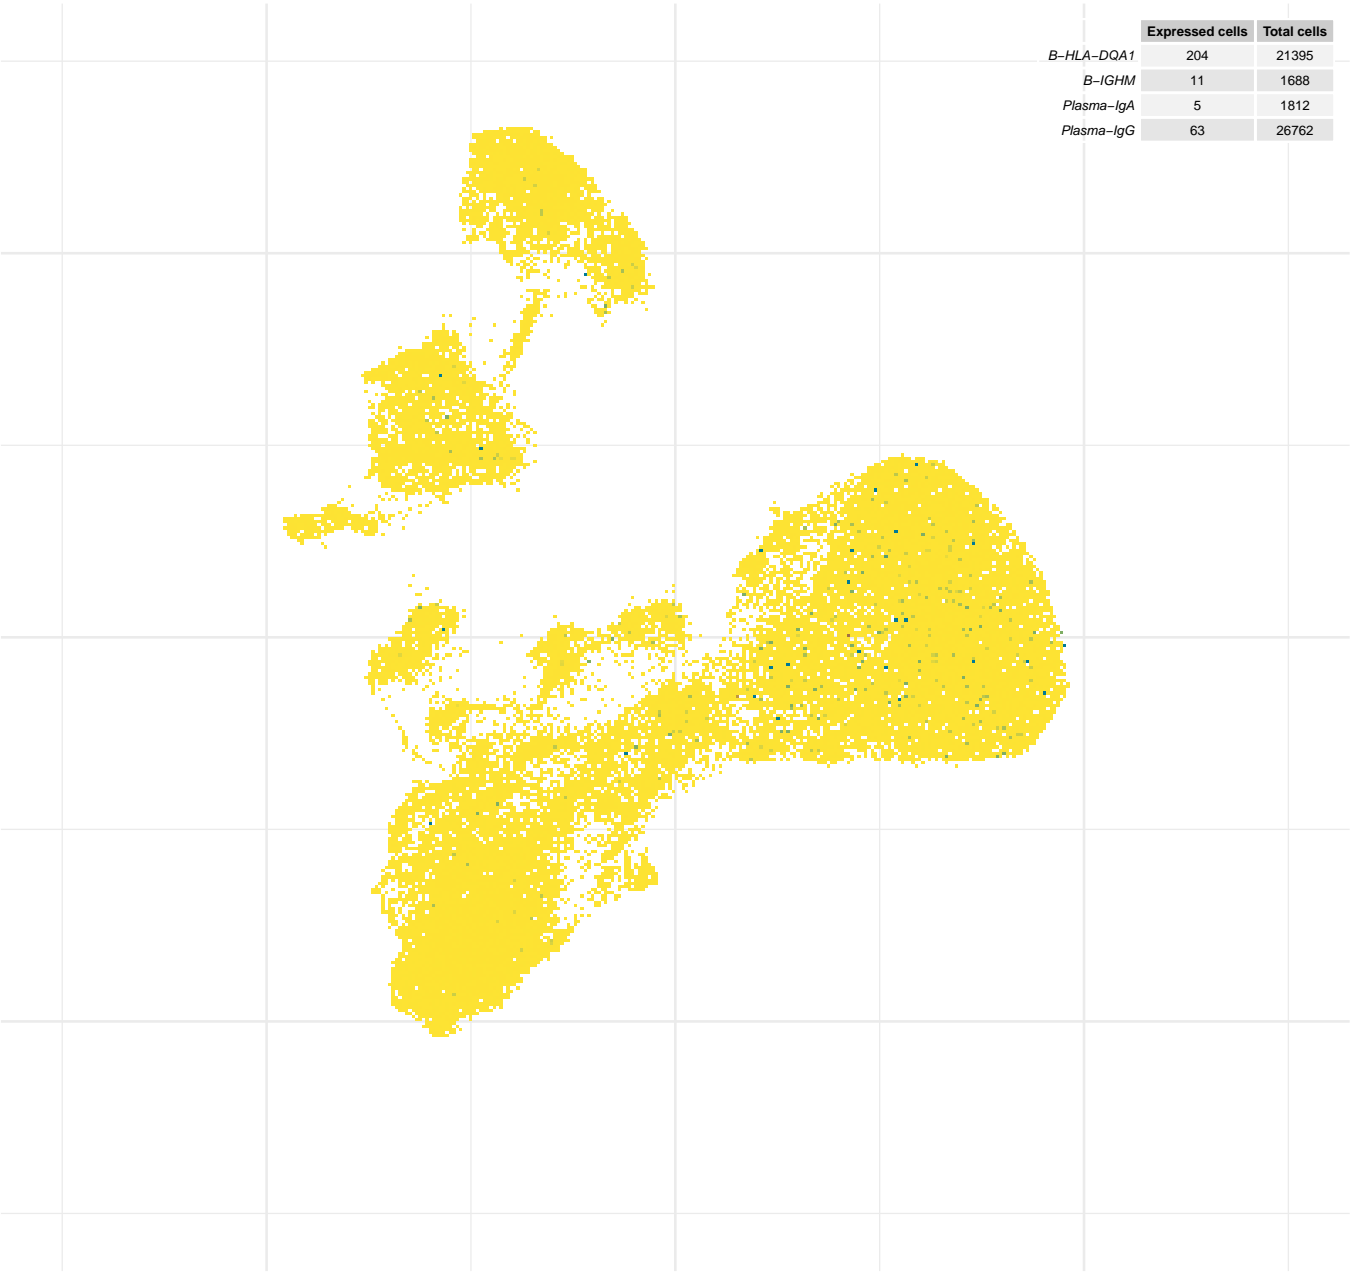 Expressed cells Total cells
B−HLA−DQA1 204 21395
B−IGHM 11 1688
Plasma−IgA 5 1812
Plasma−IgG 63 26762